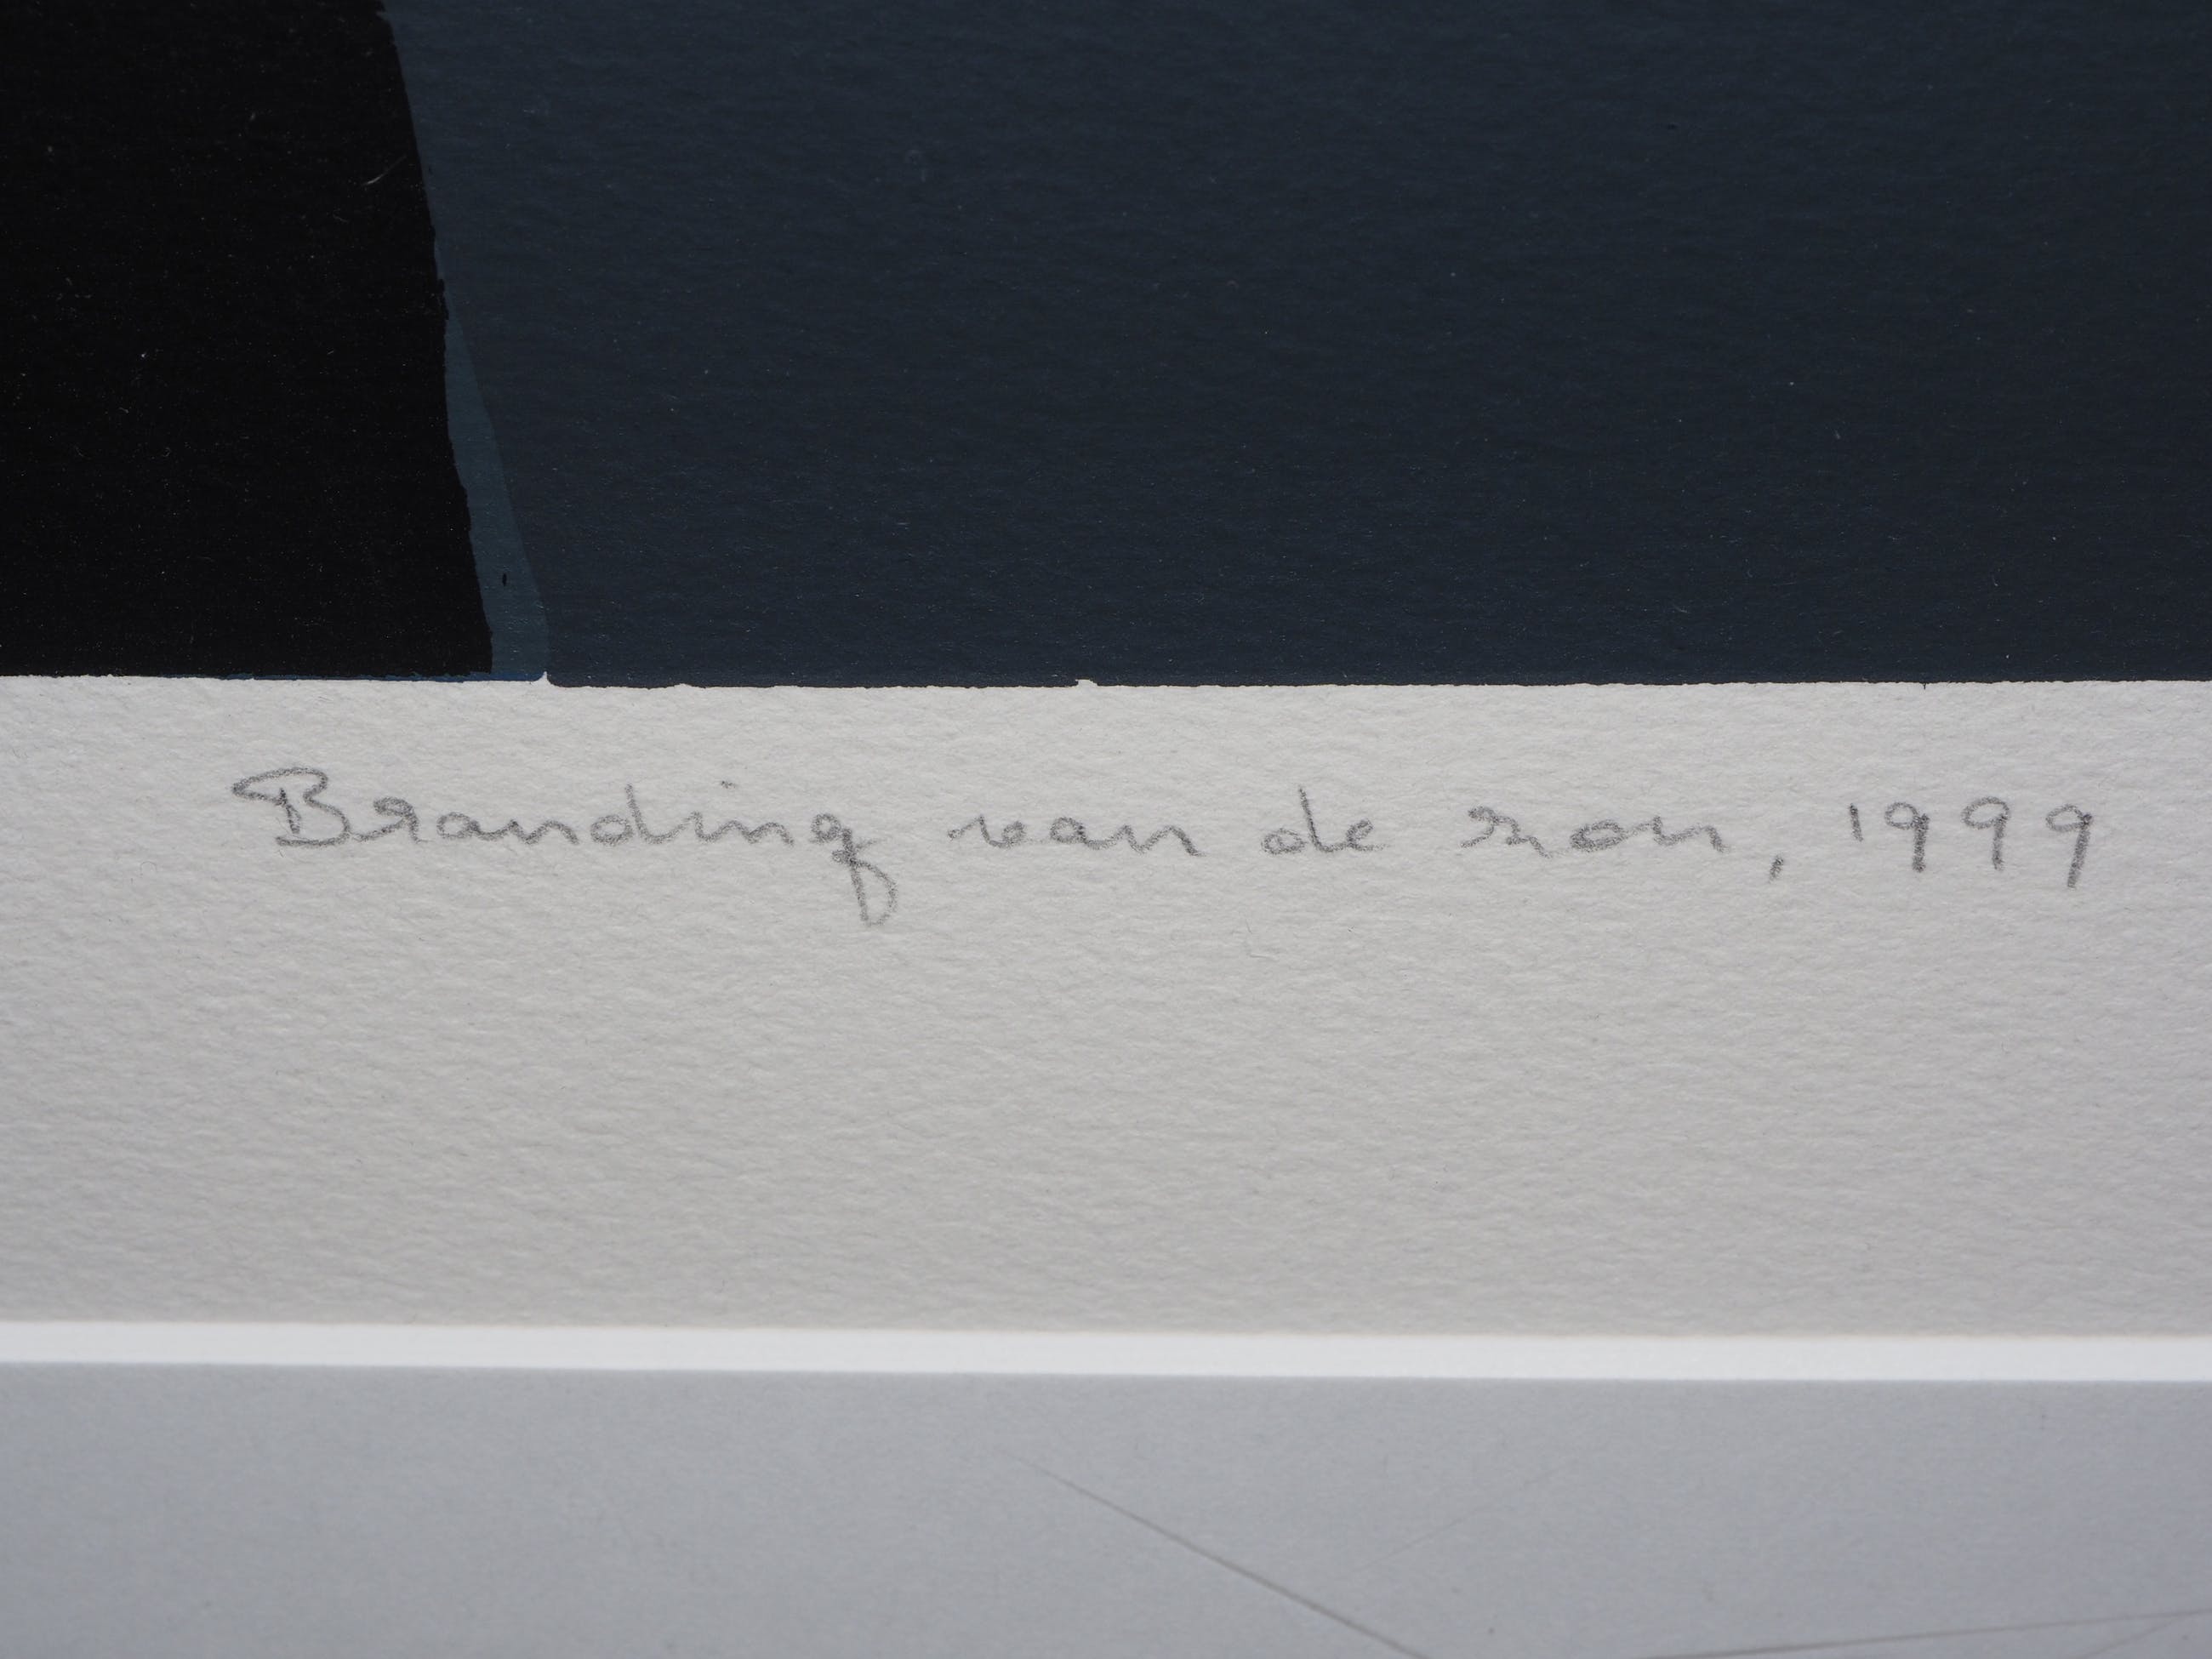 Branding van de zon, 1999